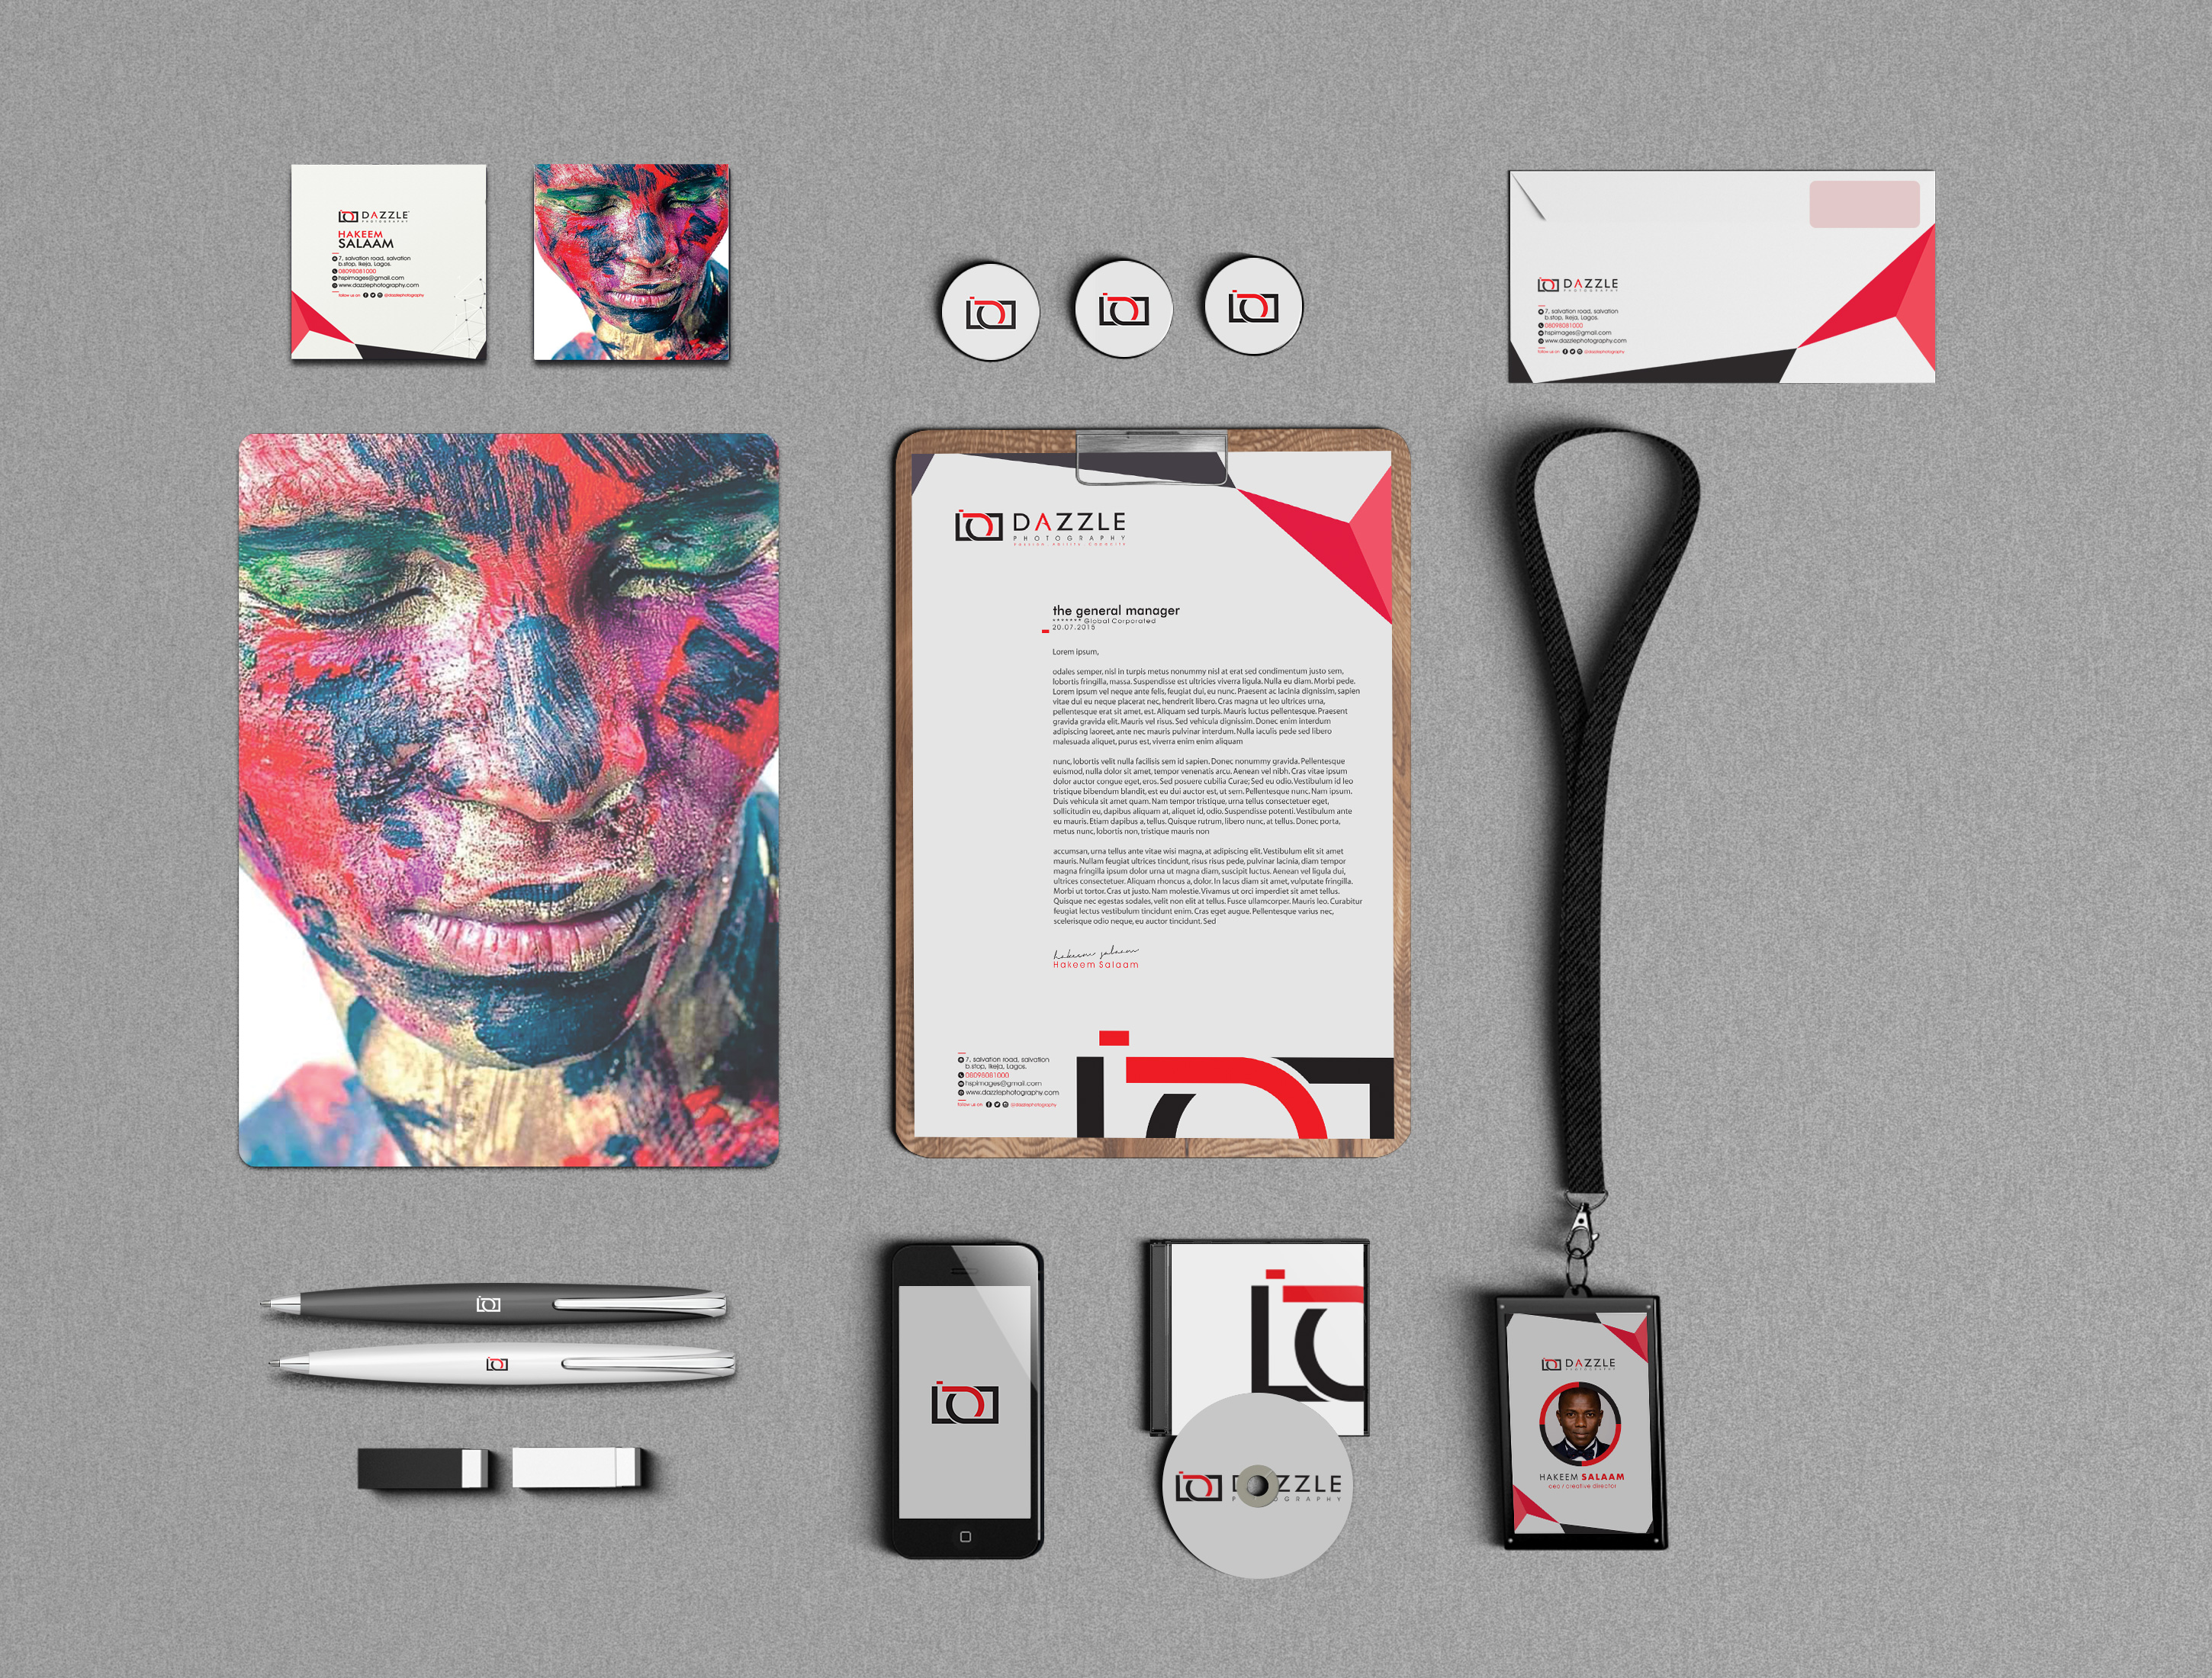 DAZZLE
PHOTOGRAPHY
HAKEEM
SALAAM
7, salvation road, salvation
b.stop, Ikeja, Lagos.
08098081000
hspimages@gmail.com
www.dazzlephotography.com
follow us on @dazzlephotography
DAZZLE
PHOTOGRAPHY
7, salvation road, salvation
b.stop, Ikeja, Lagos.
08098081000
hspimages@gmail.com
www.dazzlephotography.com
follow us on @dazzlephotography
DAZZLE
PHOTOGRAPHY
the general manager
******* Global Corporated
20.07.2015
Lorem ipsum,
odales semper, nisl in turpis metus nonummy nisl at erat sed condimentum justo sem,
lobortis fringilla, massa. Suspendisse est ultricies viverra ligula. Nulla eu diam. Morbi pede.
Lorem ipsum vel neque ante felis, feugiat dui, eu nunc. Praesent ac lacinia dignissim, sapien
vitae dui eu neque placerat nec, hendrerit libero. Cras magna ut leo ultrices urna,
pellentesque erat sit amet, est. Aliquam sed turpis. Mauris luctus pellentesque. Praesent
gravida gravida elit. Mauris vel risus. Sed vehicula dignissim. Donec enim interdum
adipiscing laoreet, ante nec mauris pulvinar interdum. Nulla iaculis pede sed libero
malesuada aliquet, purus est, viverra enim enim aliquam
nunc, lobortis velit nulla facilisis sem id sapien. Donec nonummy gravida. Pellentesque
euismod, nulla dolor sit amet, tempor venenatis arcu. Aenean vel nibh. Cras vitae ipsum
dolor auctor congue eget, eros. Sed posuere cubilia Curae; Sed eu odio. Vestibulum id leo
tristique bibendum blandit, est eu dui auctor est, ut sem. Pellentesque nunc. Nam ipsum.
Duis vehicula sit amet quam. Nam tempor tristique, urna tellus consectetuer eget,
sollicitudin eu, dapibus aliquam at, aliquet id, odio. Suspendisse potenti. Vestibulum ante
eu mauris. Etiam dapibus a, tellus. Quisque rutrum, libero nunc, at tellus. Donec porta,
metus nunc, lobortis non, tristique mauris non
accumsan, urna tellus ante vitae wisi magna, at adipiscing elit. Vestibulum elit sit amet
mauris. Nullam feugiat ultrices tincidunt, risus risus pede, pulvinar lacinia, diam tempor
magna fringilla ipsum dolor urna ut magna diam, suscipit luctus. Aenean vel ligula dui,
ultrices consectetuer. Aliquam rhoncus a, dolor. In lacus diam sit amet, vulputate fringilla.
Morbi ut tortor. Cras ut justo. Nam molestie. Vivamus ut orci imperdiet sit amet tellus.
Quisque nec egestas sodales, velit non elit at tellus. Fusce ullamcorper. Mauris leo. Curabitur
feugiat lectus vestibulum tincidunt enim. Cras eget augue. Pellentesque varius nec,
scelerisque odio neque, eu auctor tincidunt. Sed
hakeem salaam
Hakeem Salaam
7, salvation road, salvation
b.stop, Ikeja, Lagos.
08098081000
hspimages@gmail.com
www.dazzlephotography.com
follow us on @dazzlephotography
D ZZLE
P OGRAPHY
DAZZLE
PHOTOGRAPHY
HAKEEM SALAAM
ceo / creative director